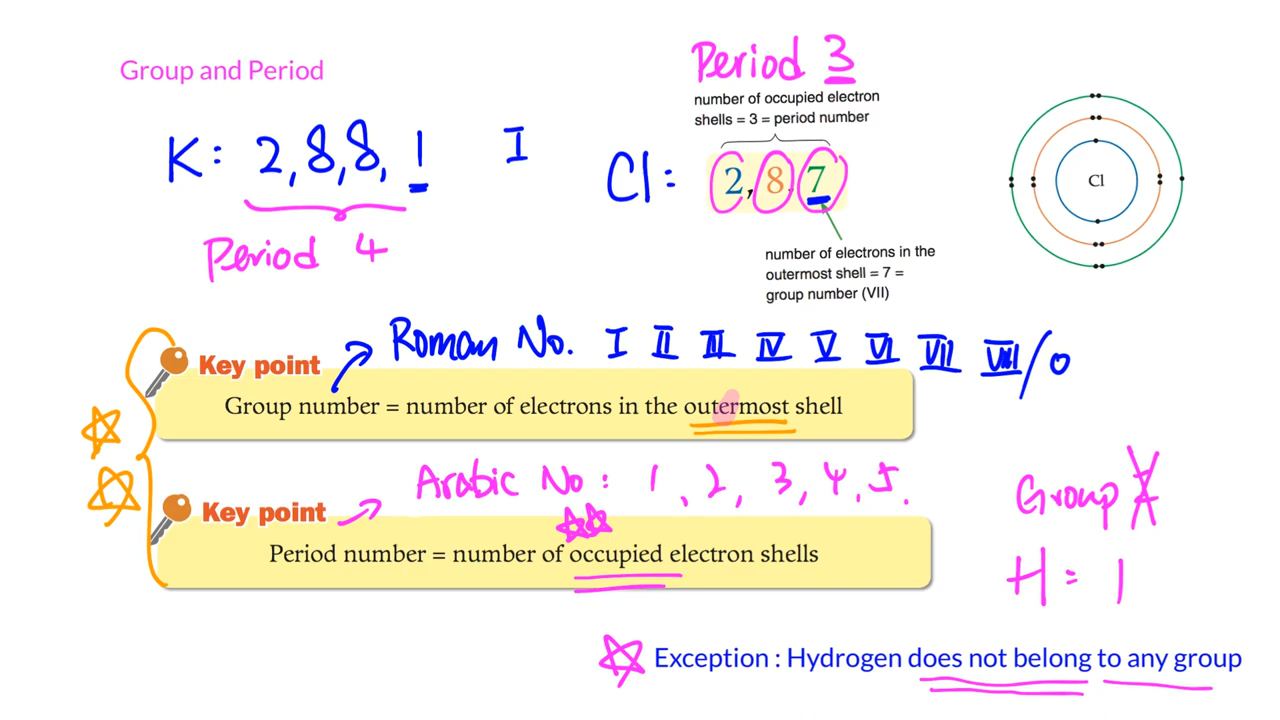 Group and Period
Period 3
number of occupied electron
shells = 3 = period number
K: 2,8,8, 1 I
Cl: 2,8,7
Cl
Period 4
number of electrons in the
outermost shell = 7 =
group number (VII)
Roman No. I II III IV V VI VII VIII/0
Key point
Group number = number of electrons in the outermost shell
Arabic No: 1, 2, 3, 4, 5.
Key point
Period number = number of occupied electron shells
Group
H = 1
Exception : Hydrogen does not belong to any group